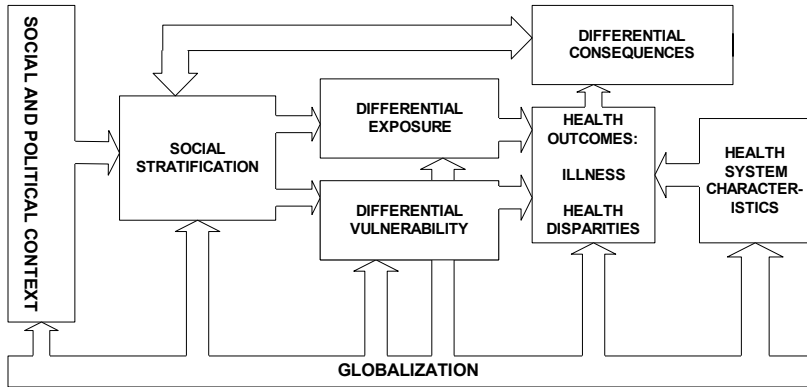 SOCIAL AND POLITICAL CONTEXT
DIFFERENTIAL
CONSEQUENCES
SOCIAL
STRATIFICATION
DIFFERENTIAL
EXPOSURE
DIFFERENTIAL
VULNERABILITY
HEALTH
OUTCOMES:
ILLNESS
HEALTH
DISPARITIES
HEALTH
SYSTEM
CHARACTER-
ISTICS
GLOBALIZATION